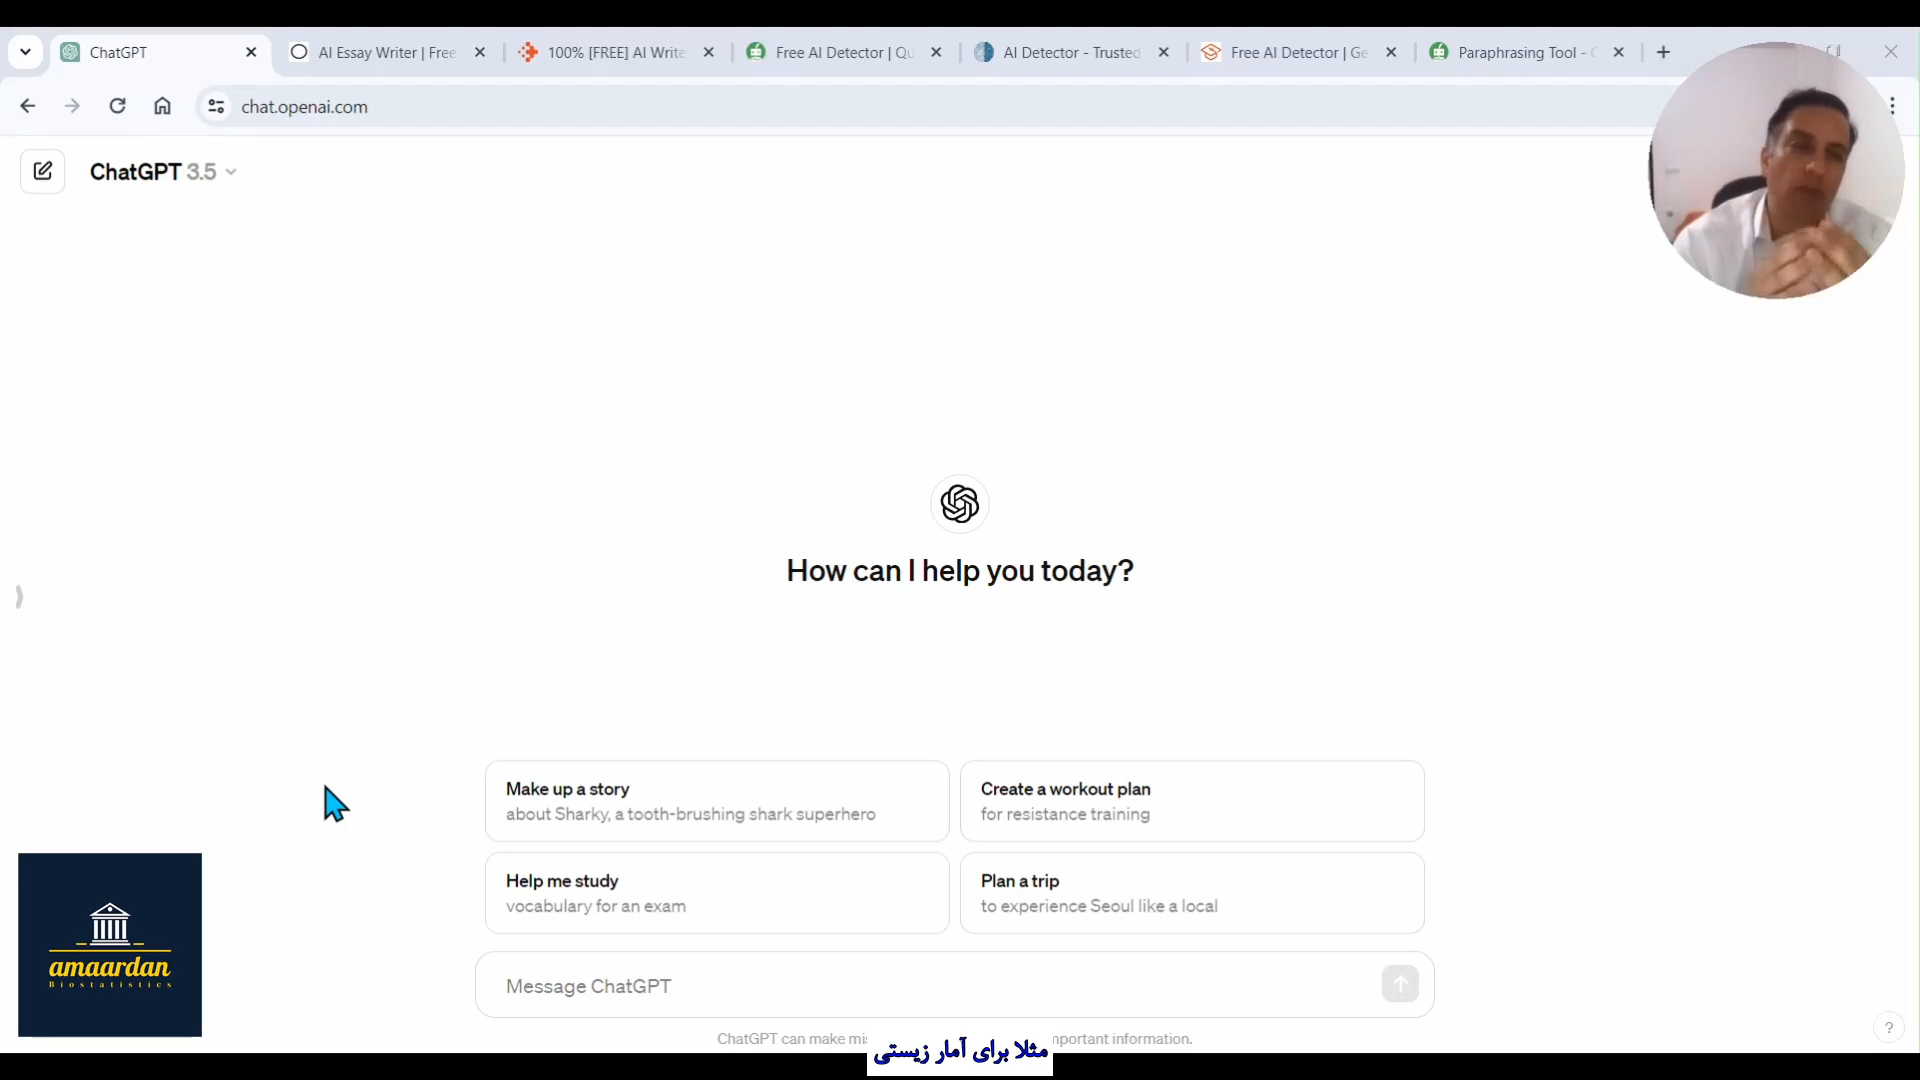 ChatGPT
AI Essay Writer | Free
100% [FREE] AI Write
Free AI Detector | Qu
AI Detector - Trusted
Free AI Detector | Ge
Paraphrasing Tool -
chat.openai.com
ChatGPT 3.5
How can I help you today?
Make up a story
about Sharky, a tooth-brushing shark superhero
Create a workout plan
for resistance training
Help me study
vocabulary for an exam
Plan a trip
to experience Seoul like a local
Message ChatGPT
ChatGPT can make
important information.
?
amaardan
Biostatistics
مثلا برای آمار زیستی